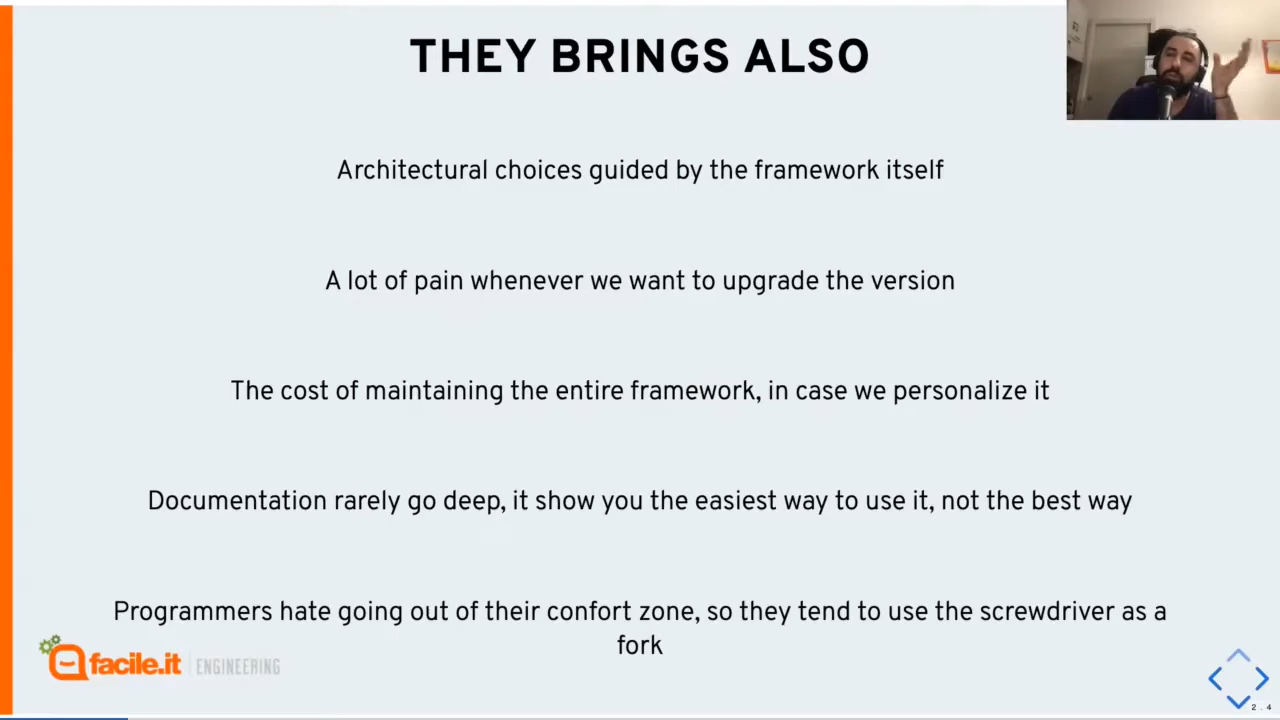 THEY BRINGS ALSO
Architectural choices guided by the framework itself
A lot of pain whenever we want to upgrade the version
The cost of maintaining the entire framework, in case we personalize it
Documentation rarely go deep, it show you the easiest way to use it, not the best way
Programmers hate going out of their confort zone, so they tend to use the screwdriver as a
fork
facile.it ENGINEERING
2.4